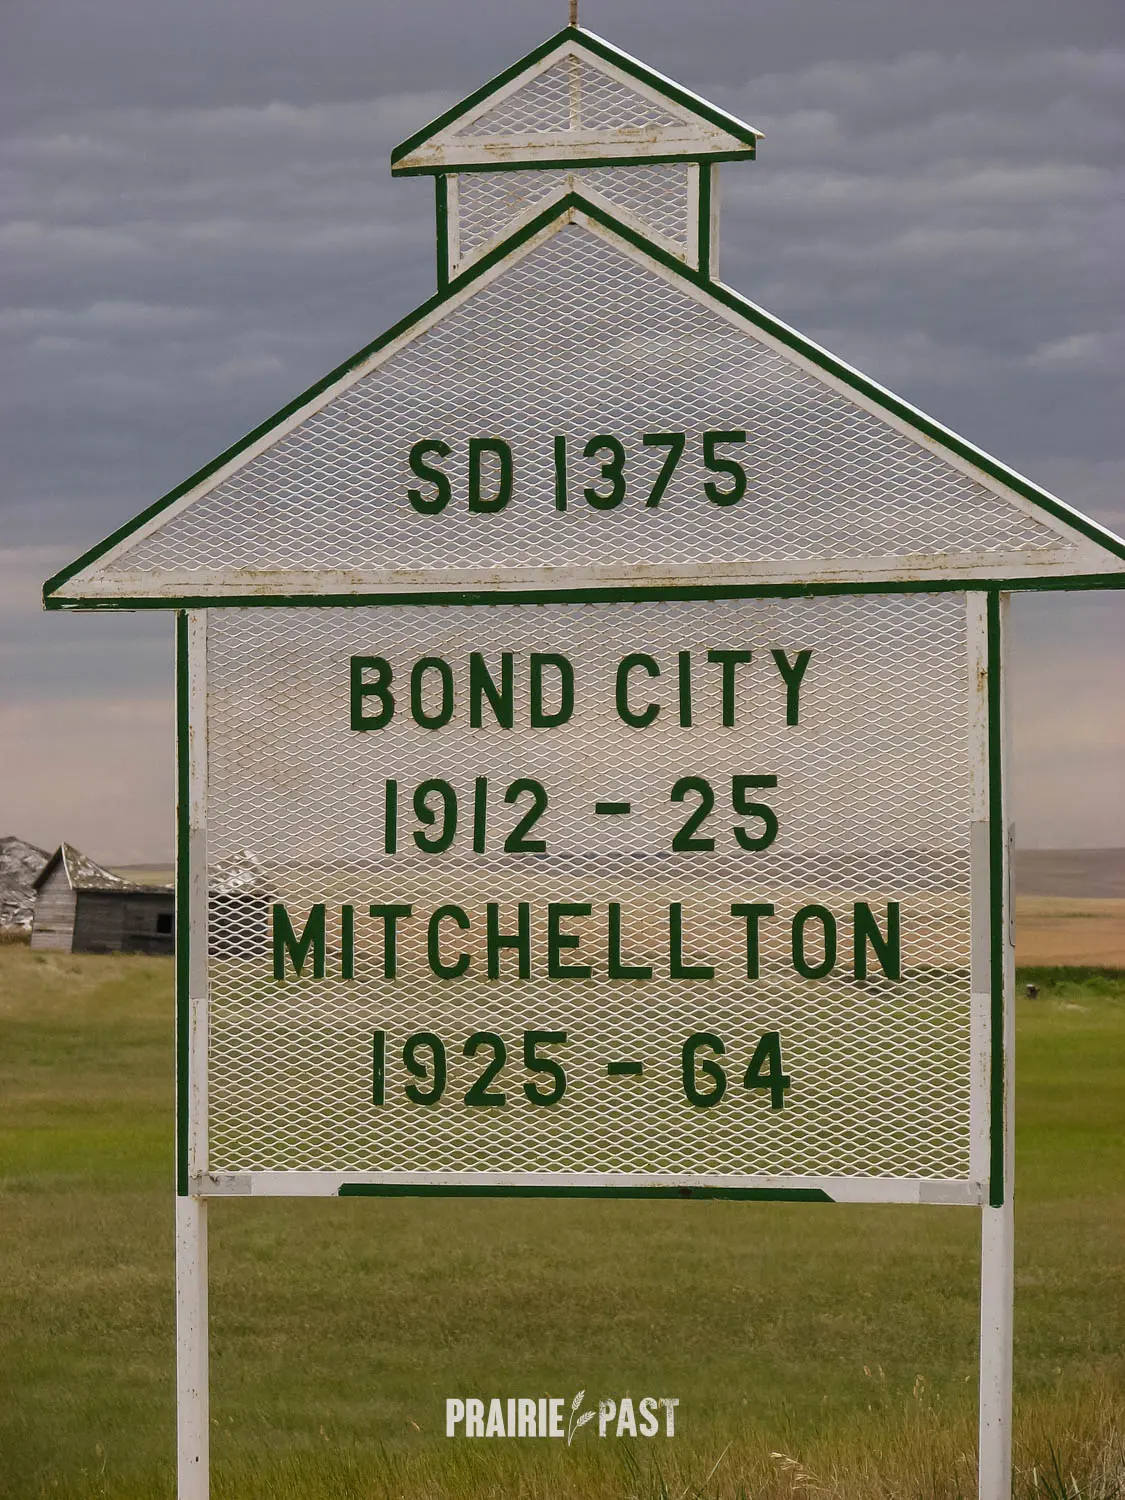 SD 1375
BOND CITY
1912 - 25
MITCHELLTON
1925 - 64
PRAIRIE PAST